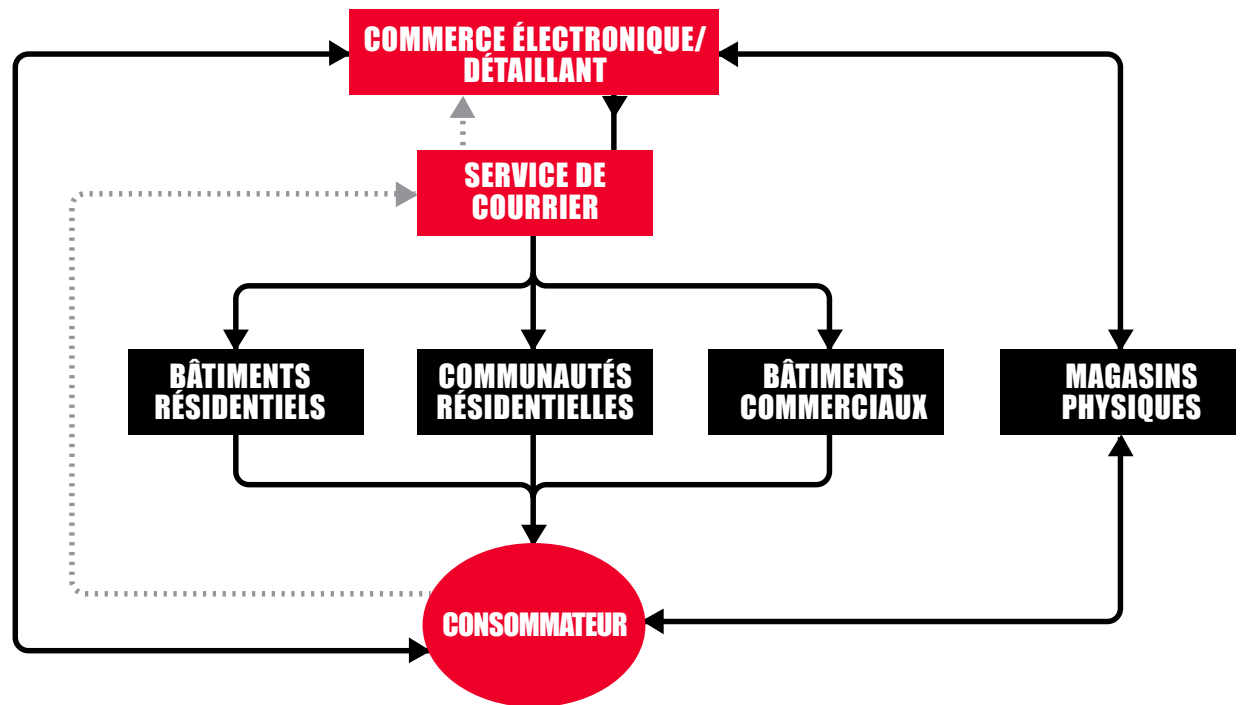 COMMERCE ÉLECTRONIQUE/
DÉTAILLANT
SERVICE DE
COURRIER
BÂTIMENTS
RÉSIDENTIELS
COMMUNAUTÉS
RÉSIDENTIELLES
BÂTIMENTS
COMMERCIAUX
MAGASINS
PHYSIQUES
CONSOMMATEUR